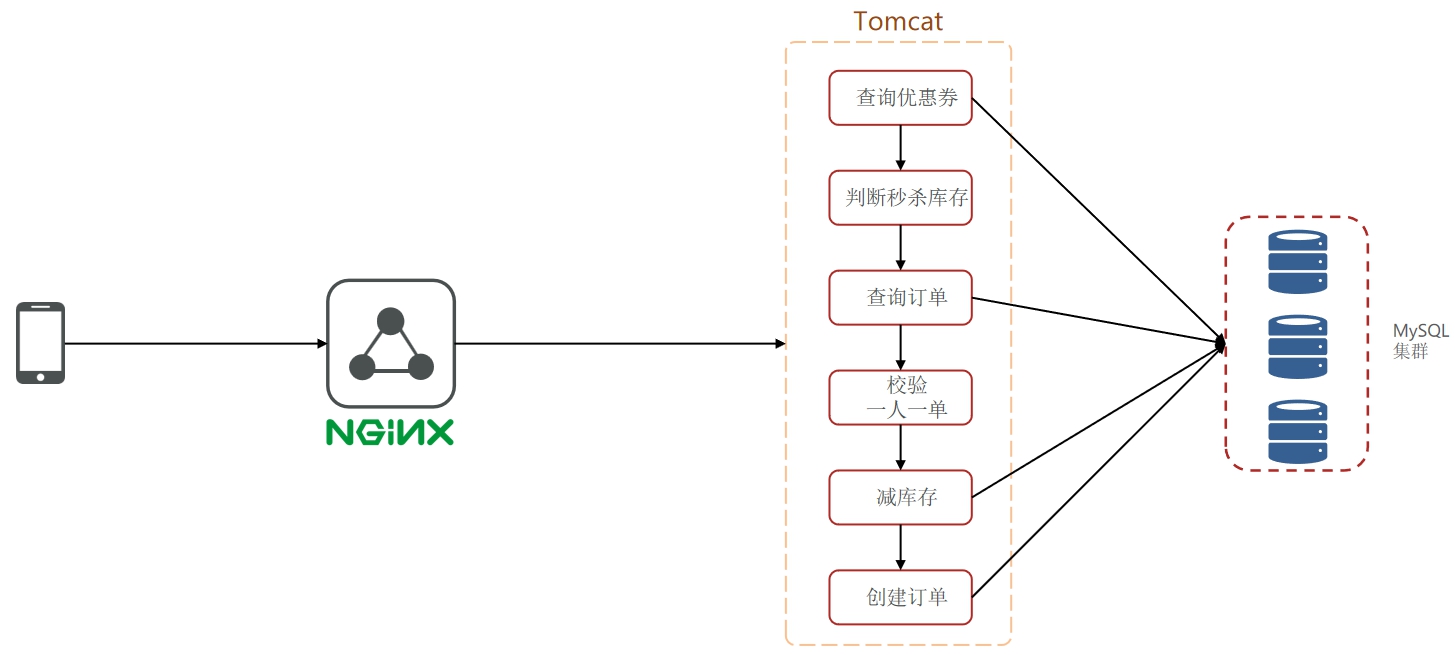 Tomcat
查询优惠券
判断秒杀库存
查询订单
校验
一人一单
减库存
创建订单
NGiNX
MySQL
集群